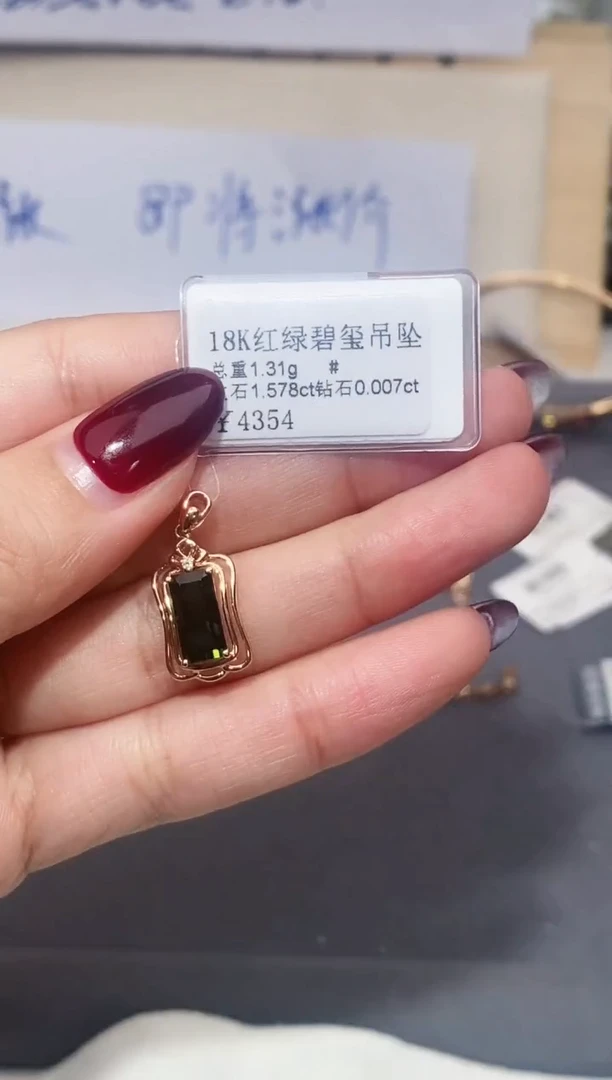 即将涨价
18K红绿碧玺吊坠
总重1.31g #
石1.578ct钻石0.007ct
¥4354